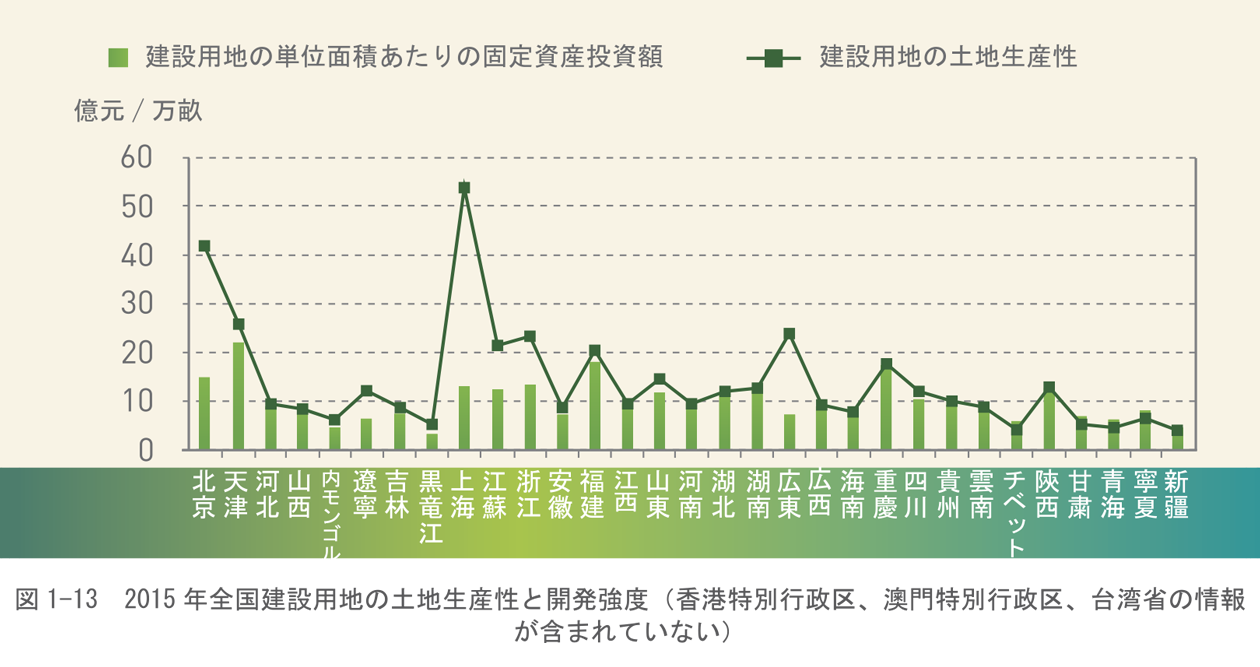 建設用地の単位面積あたりの固定資産投資額
建設用地の土地生産性
億元 / 万畝
60
50
40
30
20
10
0
北京
天津
河北
山西
内モンゴル
遼寧
吉林
黒竜江
上海
江蘇
浙江
安徽
福建
江西
山東
河南
湖北
湖南
広東
広西
海南
重慶
四川
貴州
雲南
チベット
陝西
甘粛
青海
寧夏
新疆
図 1-13　2015 年全国建設用地の土地生産性と開発強度（香港特別行政区、澳門特別行政区、台湾省の情報
が含まれていない）